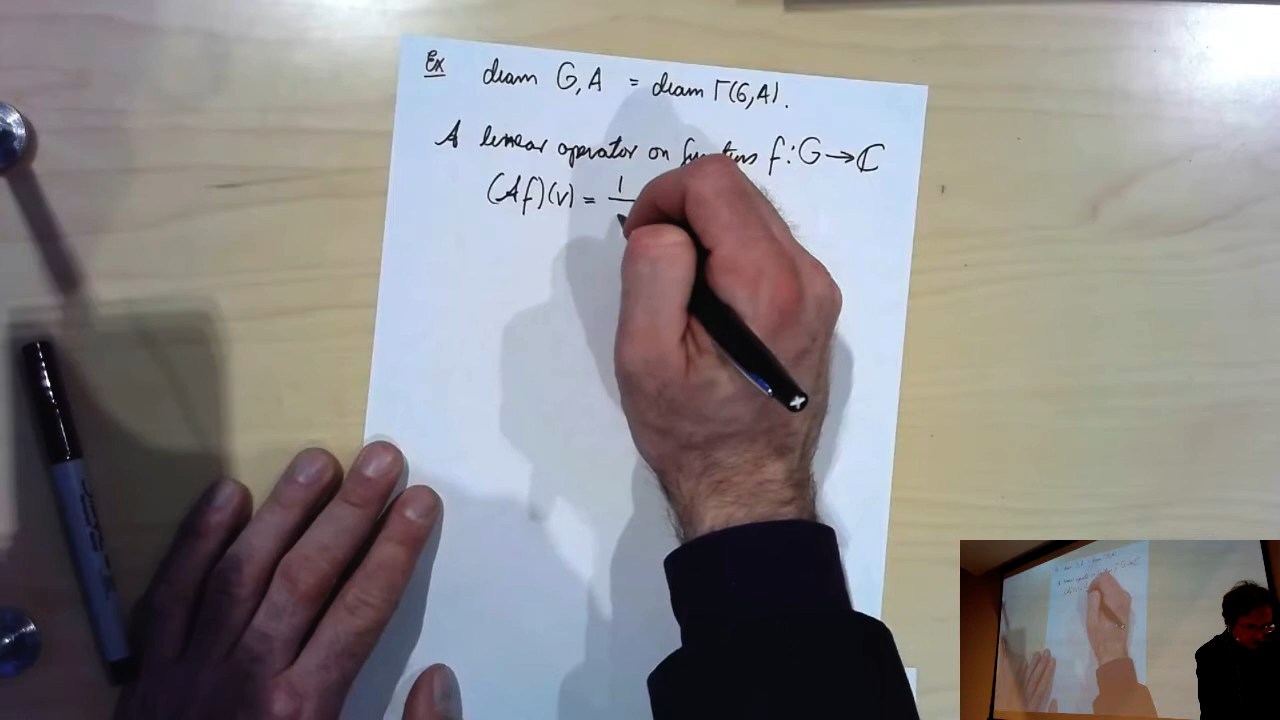 Ex diam G, A = diam Γ(G,A).
A linear operator on functions f: G → ℂ
(Af)(v) = 1